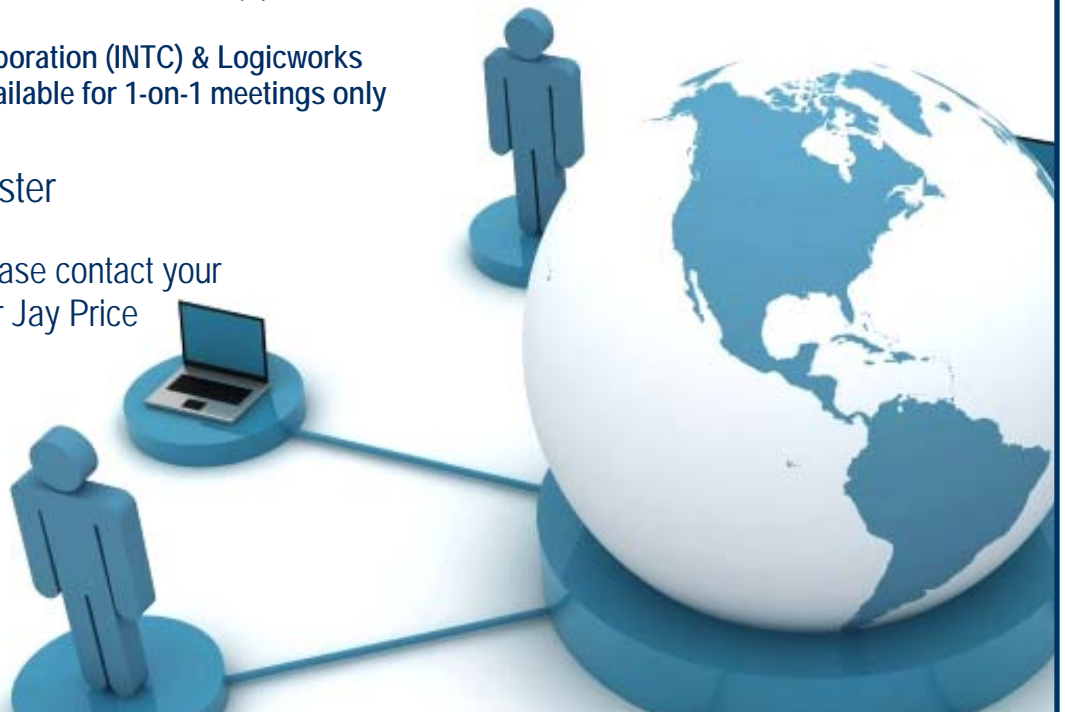 poration (INTC) & Logicworks
ailable for 1-on-1 meetings only
ster
ase contact your
r Jay Price